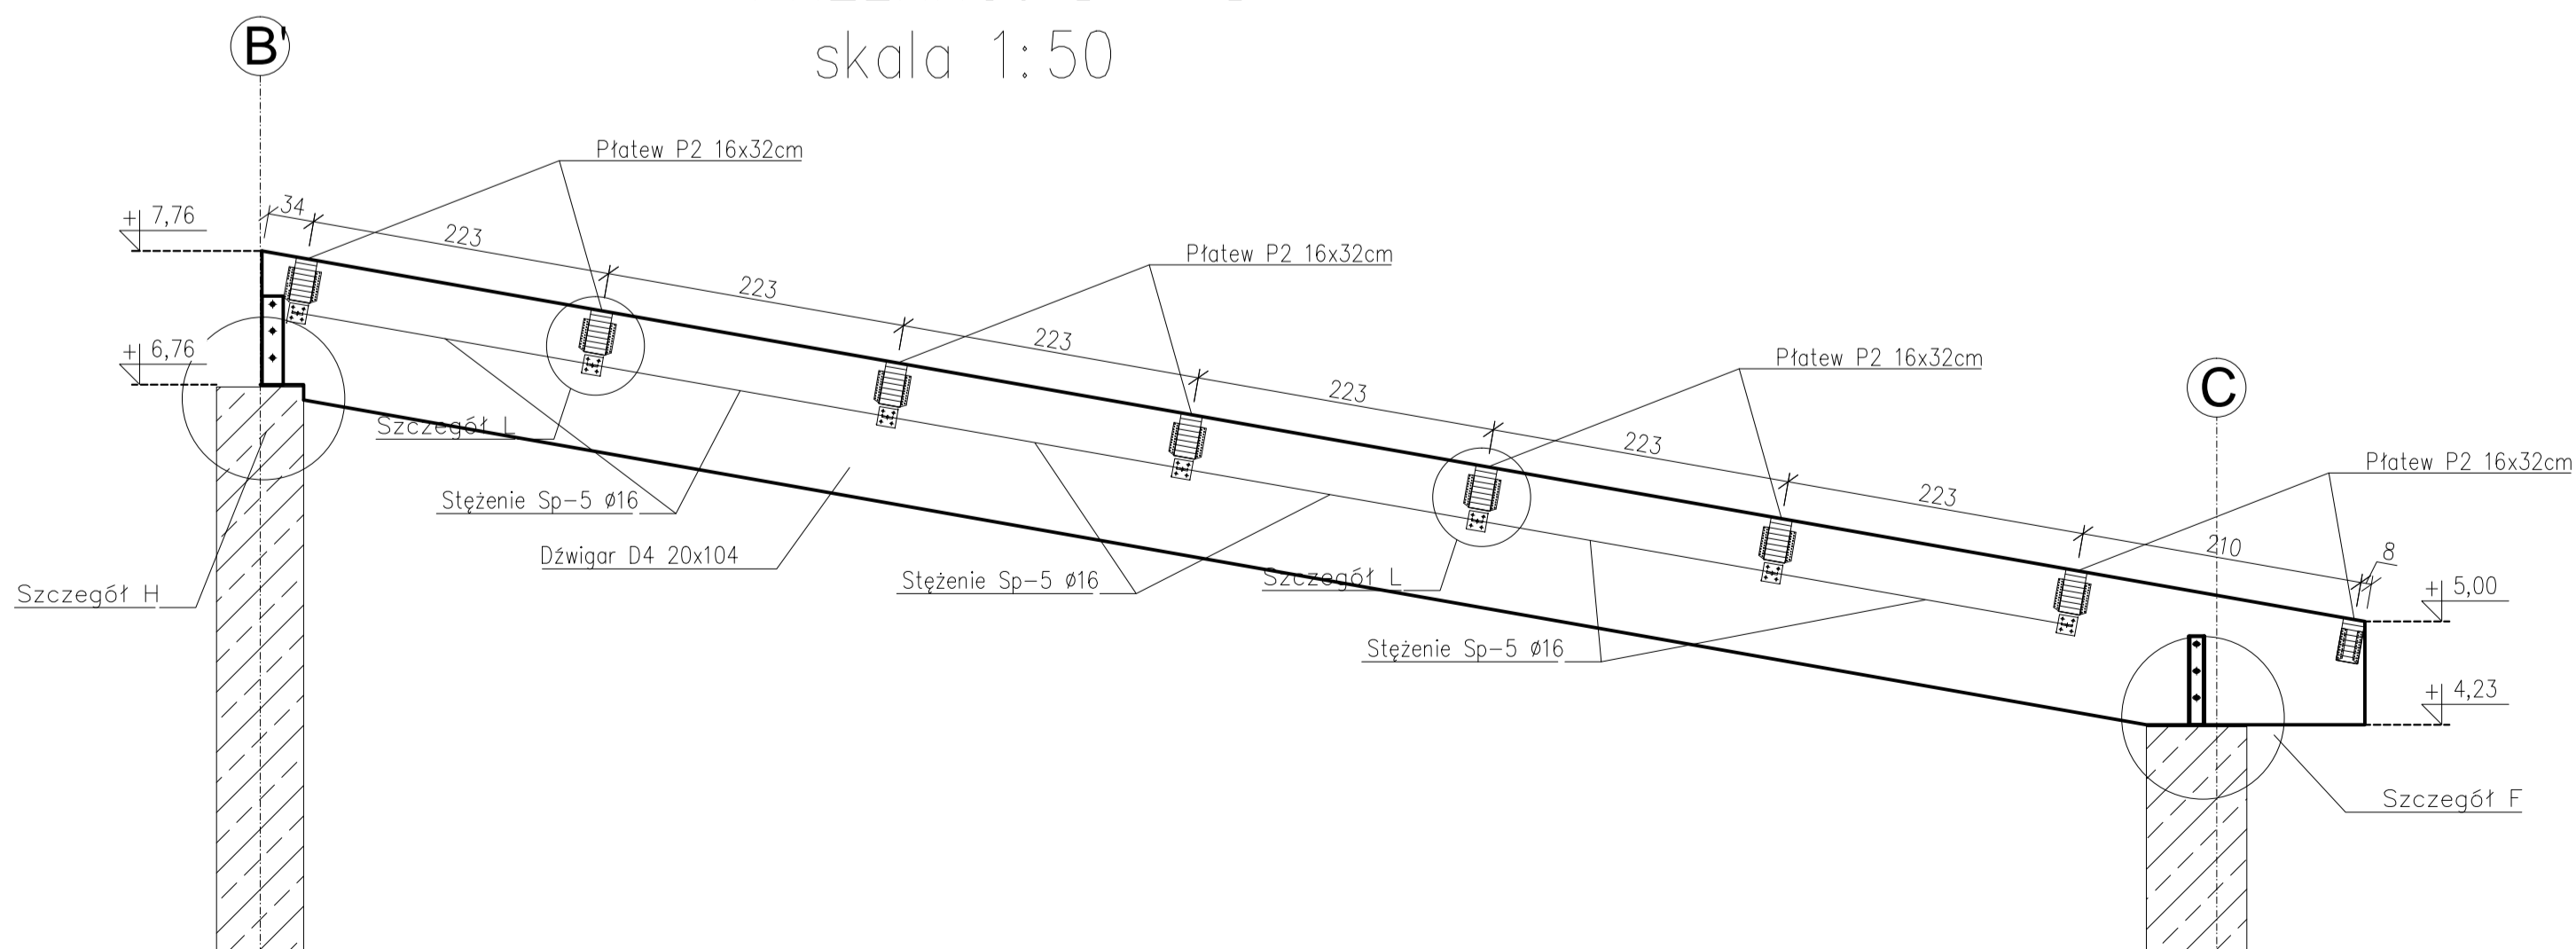 B'
skala 1:50
Płatew P2 16x32cm
34
+ 7,76
223
Płatew P2 16x32cm
223
223
+ 6,76
Płatew P2 16x32cm
C
223
Szczegół L
223
Płatew P2 16x32cm
Stężenie Sp-5 ø16
223
Dźwigar D4 20x104
210
8
Stężenie Sp-5 ø16
Szczegół L
+ 5,00
Szczegół H
Stężenie Sp-5 ø16
+ 4,23
Szczegół F